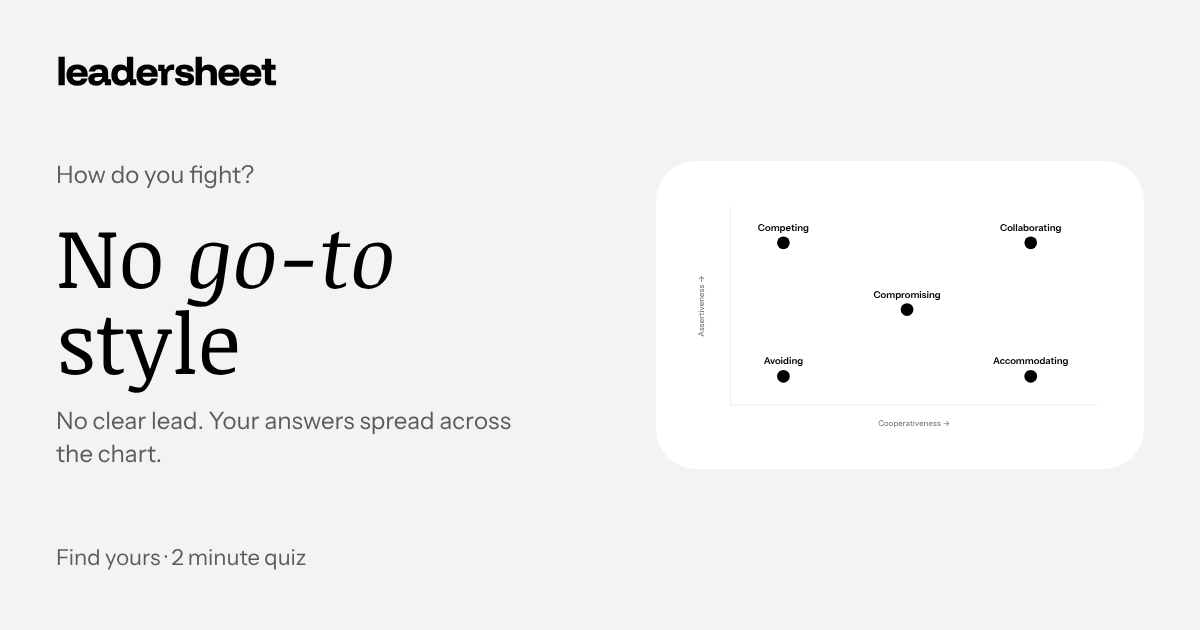 leadersheet
How do you fight?
No go-to
style
No clear lead. Your answers spread across
the chart.
Find yours · 2 minute quiz
Competing
Collaborating
Compromising
Avoiding
Accommodating
Assertiveness →
Cooperativeness →